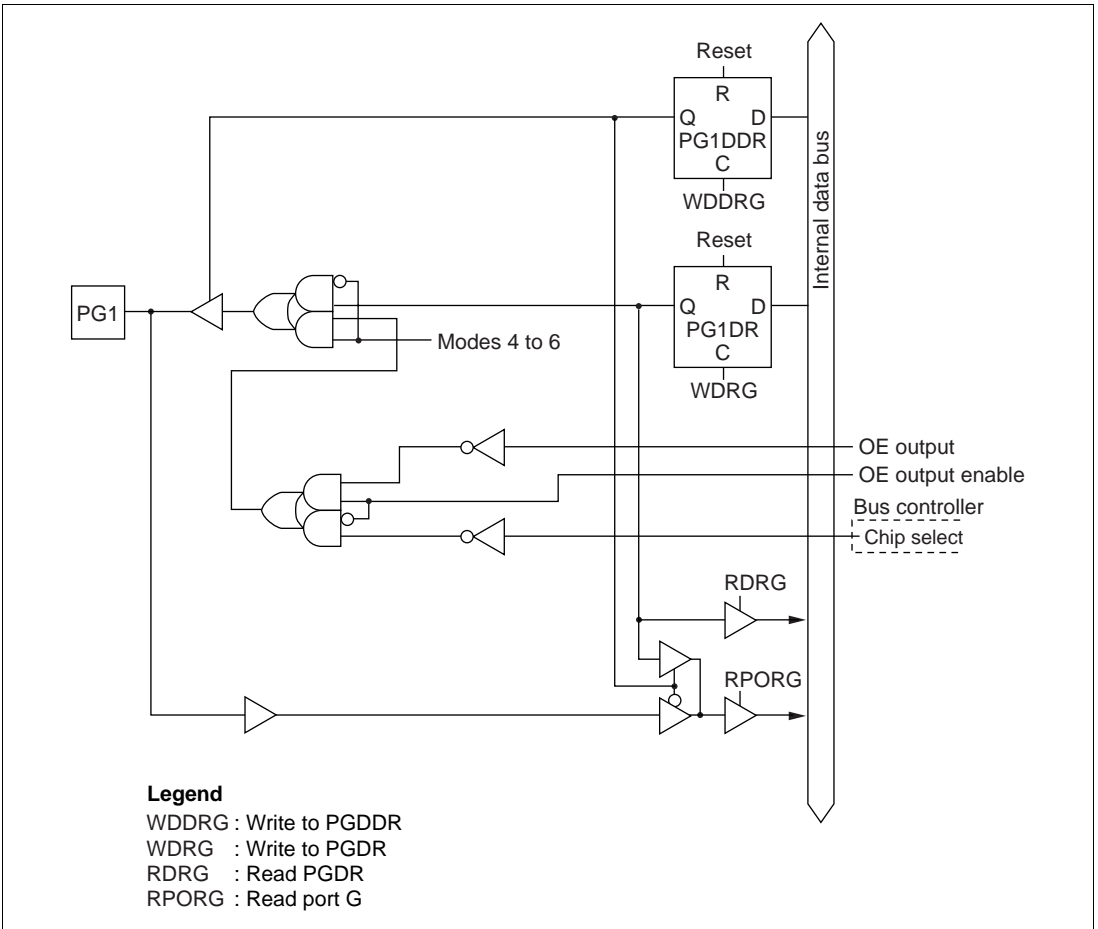 Reset
R
Q D
PG1DDR
C
WDDRG
Internal data bus
Reset
R
Q D
PG1DR
C
WDRG
PG1
Modes 4 to 6
OE output
OE output enable
Bus controller
Chip select
RDRG
RPORG
Legend
WDDRG : Write to PGDDR
WDRG : Write to PGDR
RDRG : Read PGDR
RPORG : Read port G